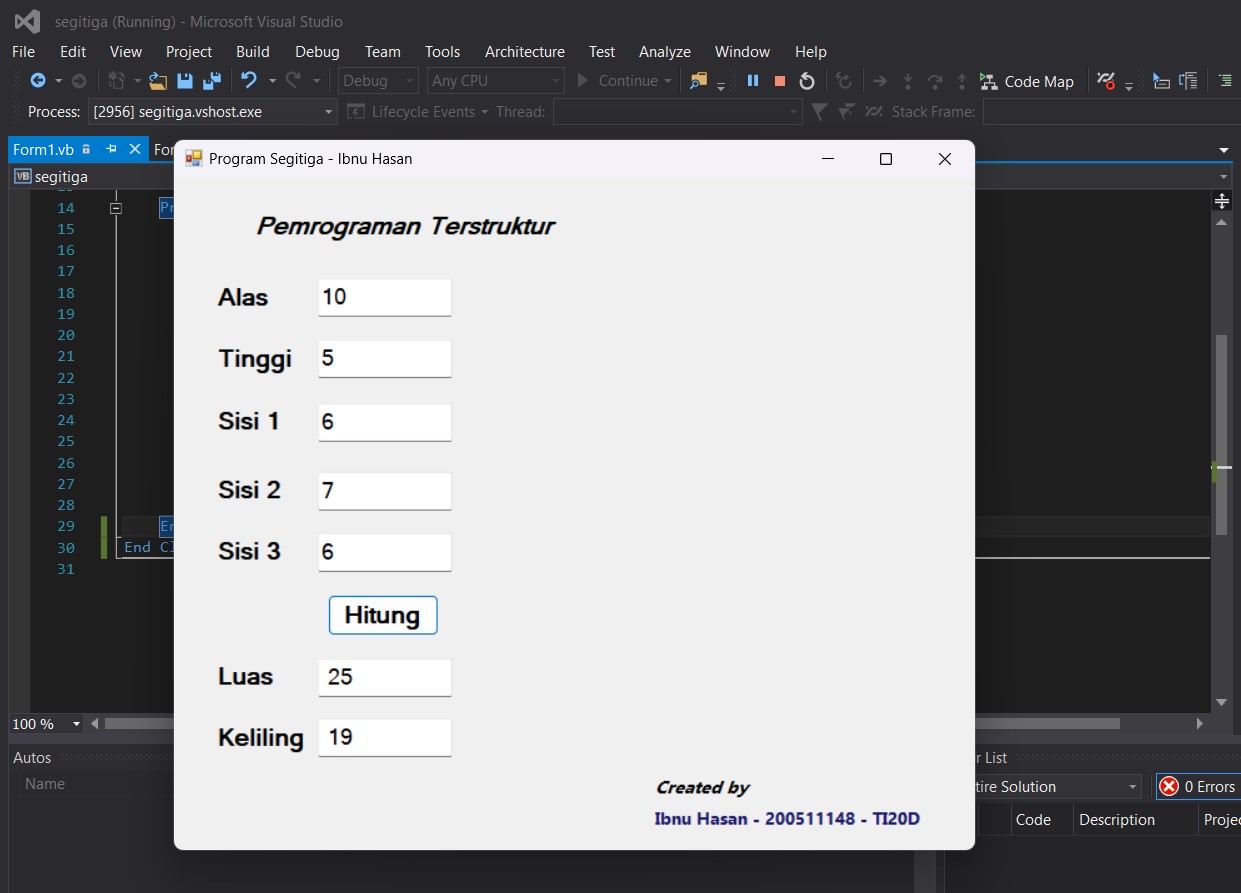 segitiga (Running) - Microsoft Visual Studio
File Edit View Project Build Debug Team Tools Architecture Test Analyze Window Help
Debug Any CPU Continue Code Map
Process: [2956] segitiga.vshost.exe Lifecycle Events Thread: Stack Frame:
Form1.vb For
Program Segitiga - Ibnu Hasan
VB segitiga
14 Pr
15
16
17
18
19
20
21
22
23
24
25
26
27
28
29 En
30 End Cl
31
Pemrograman Terstruktur
Alas 10
Tinggi 5
Sisi 1 6
Sisi 2 7
Sisi 3 6
Hitung
Luas 25
Keliling 19
Created by
Ibnu Hasan - 200511148 - TI20D
100 %
Autos
Name
r List
tire Solution 0 Errors
Code Description Projec